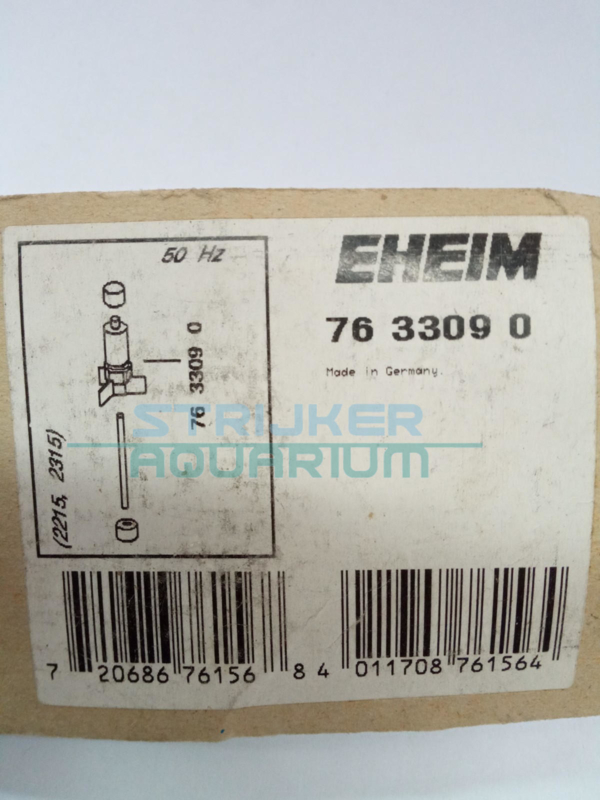 50 Hz
76 3309 0
(2215, 2315)
EHEIM
76 3309 0
Made in Germany.
STRIJKER
AQUARIUM
7 20686 76156 8
4 011708 761564